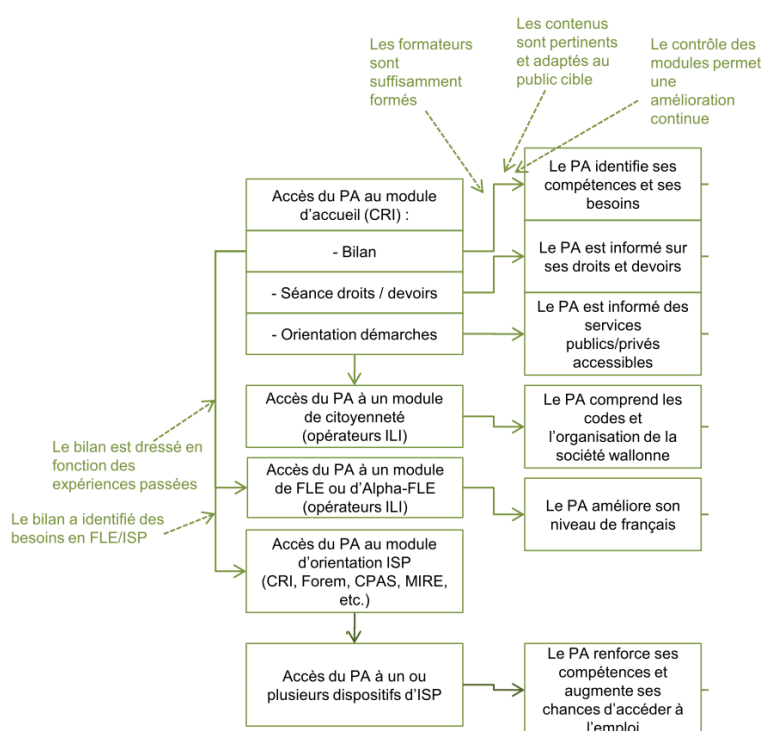 Les formateurs
sont
suffisamment
formés
Les contenus
sont pertinents
et adaptés au
public cible
Le contrôle des
modules permet
une
amélioration
continue
Accès du PA au module
d'accueil (CRI) :
- Bilan
- Séance droits / devoirs
- Orientation démarches
Le PA identifie ses
compétences et ses
besoins
Le PA est informé sur
ses droits et devoirs
Le PA est informé des
services
publics/privés
accessibles
Accès du PA à un module
de citoyenneté
(opérateurs ILI)
Le PA comprend les
codes et
l'organisation de la
société wallonne
Le bilan est dressé en
fonction des
expériences passées
Accès du PA à un module
de FLE ou d'Alpha-FLE
(opérateurs ILI)
Le PA améliore son
niveau de français
Le bilan a identifié des
besoins en FLE/ISP
Accès du PA au module
d'orientation ISP
(CRI, Forem, CPAS, MIRE,
etc.)
Accès du PA à un ou
plusieurs dispositifs d'ISP
Le PA renforce ses
compétences et
augmente ses
chances d'accéder à
l'emploi